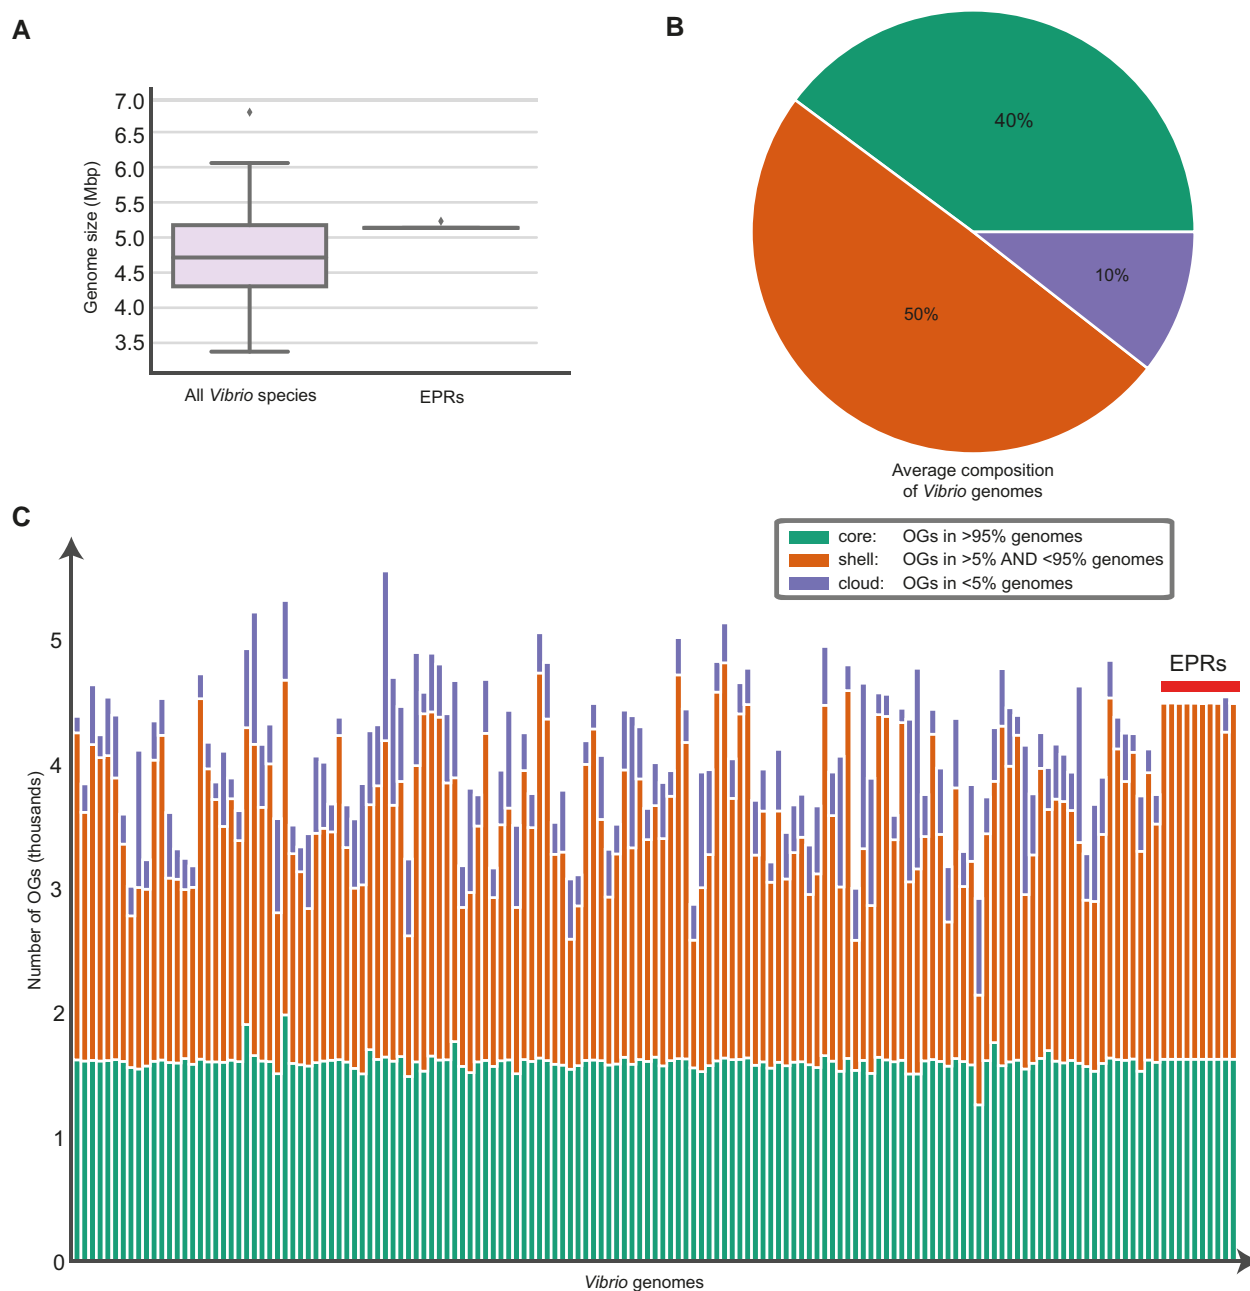 A
7.0
6.5
6.0
5.5
5.0
4.5
4.0
3.5
Genome size (Mbp)
All Vibrio species
EPRs
B
40%
50%
10%
Average composition
of Vibrio genomes
C
core: OGs in >95% genomes
shell: OGs in >5% AND <95% genomes
cloud: OGs in <5% genomes
EPRs
5
4
3
2
1
0
Number of OGs (thousands)
Vibrio genomes